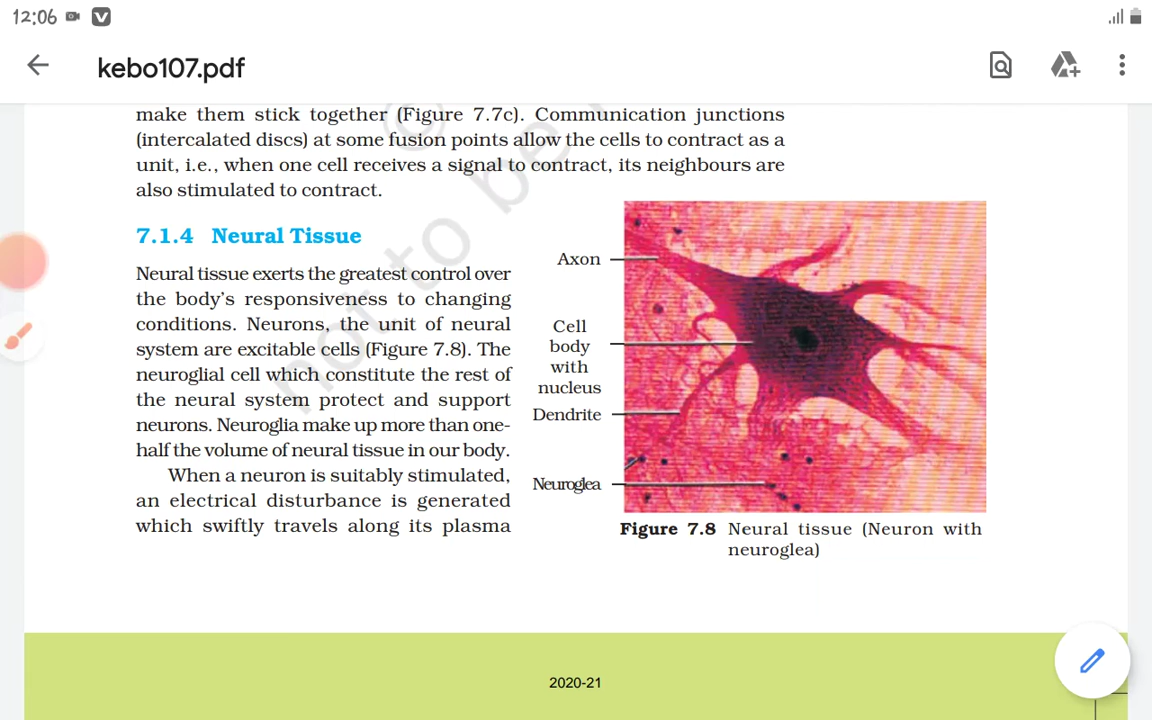 12:06
kebo107.pdf
make them stick together (Figure 7.7c). Communication junctions
(intercalated discs) at some fusion points allow the cells to contract as a
unit, i.e., when one cell receives a signal to contract, its neighbours are
also stimulated to contract.
7.1.4 Neural Tissue
Neural tissue exerts the greatest control over
the body's responsiveness to changing
conditions. Neurons, the unit of neural
system are excitable cells (Figure 7.8). The
neuroglial cell which constitute the rest of
the neural system protect and support
neurons. Neuroglia make up more than one-
half the volume of neural tissue in our body.
When a neuron is suitably stimulated,
an electrical disturbance is generated
which swiftly travels along its plasma
Axon
Cell
body
with
nucleus
Dendrite
Neuroglea
Figure 7.8 Neural tissue (Neuron with
neuroglea)
© not to be
2020-21